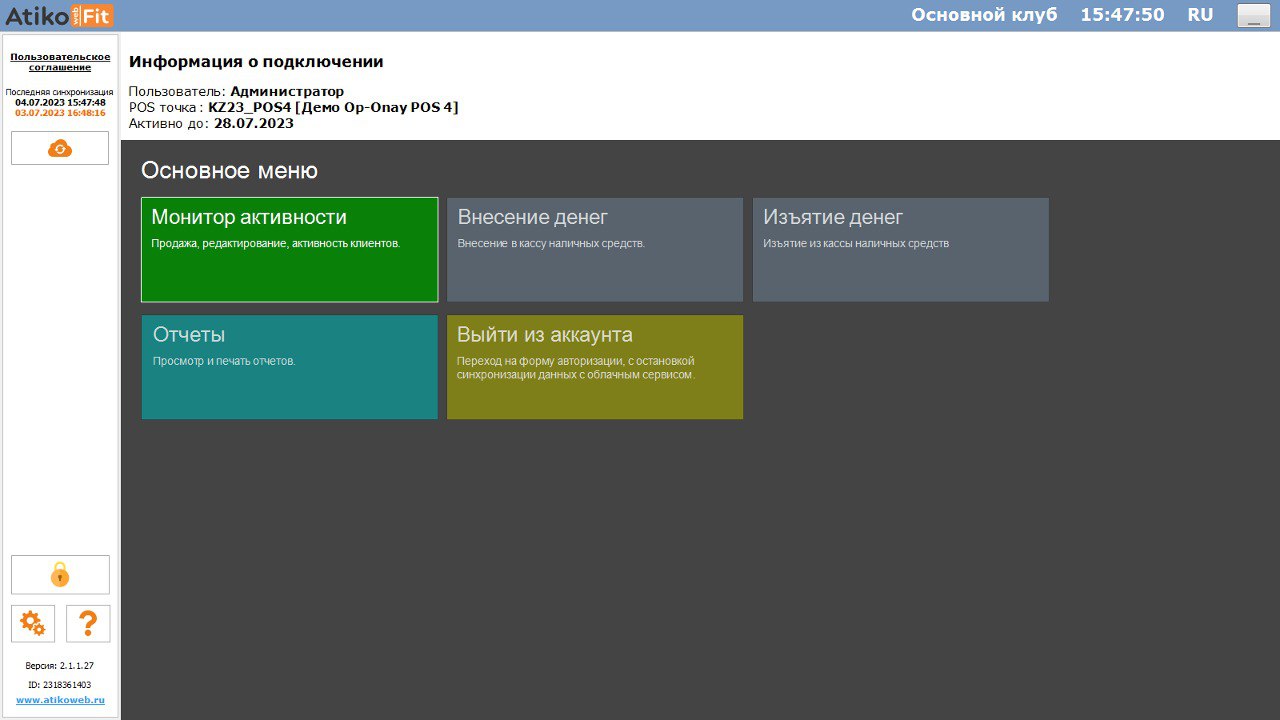 Atiko web Fit
Основной клуб 15:47:50 RU
Пользовательское
соглашение
Последняя синхронизация
04.07.2023 15:47:48
03.07.2023 16:48:16
Информация о подключении
Пользователь: Администратор
POS точка : KZ23_POS4 [Демо Op-Onay POS 4]
Активно до: 28.07.2023
Основное меню
Монитор активности
Продажа, редактирование, активность клиентов.
Внесение денег
Внесение в кассу наличных средств.
Изъятие денег
Изъятие из кассы наличных средств
Отчеты
Просмотр и печать отчетов.
Выйти из аккаунта
Переход на форму авторизации, с остановкой
синхронизации данных с облачным сервисом.
Версия: 2.1.1.27
ID: 2318361403
www.atikoweb.ru